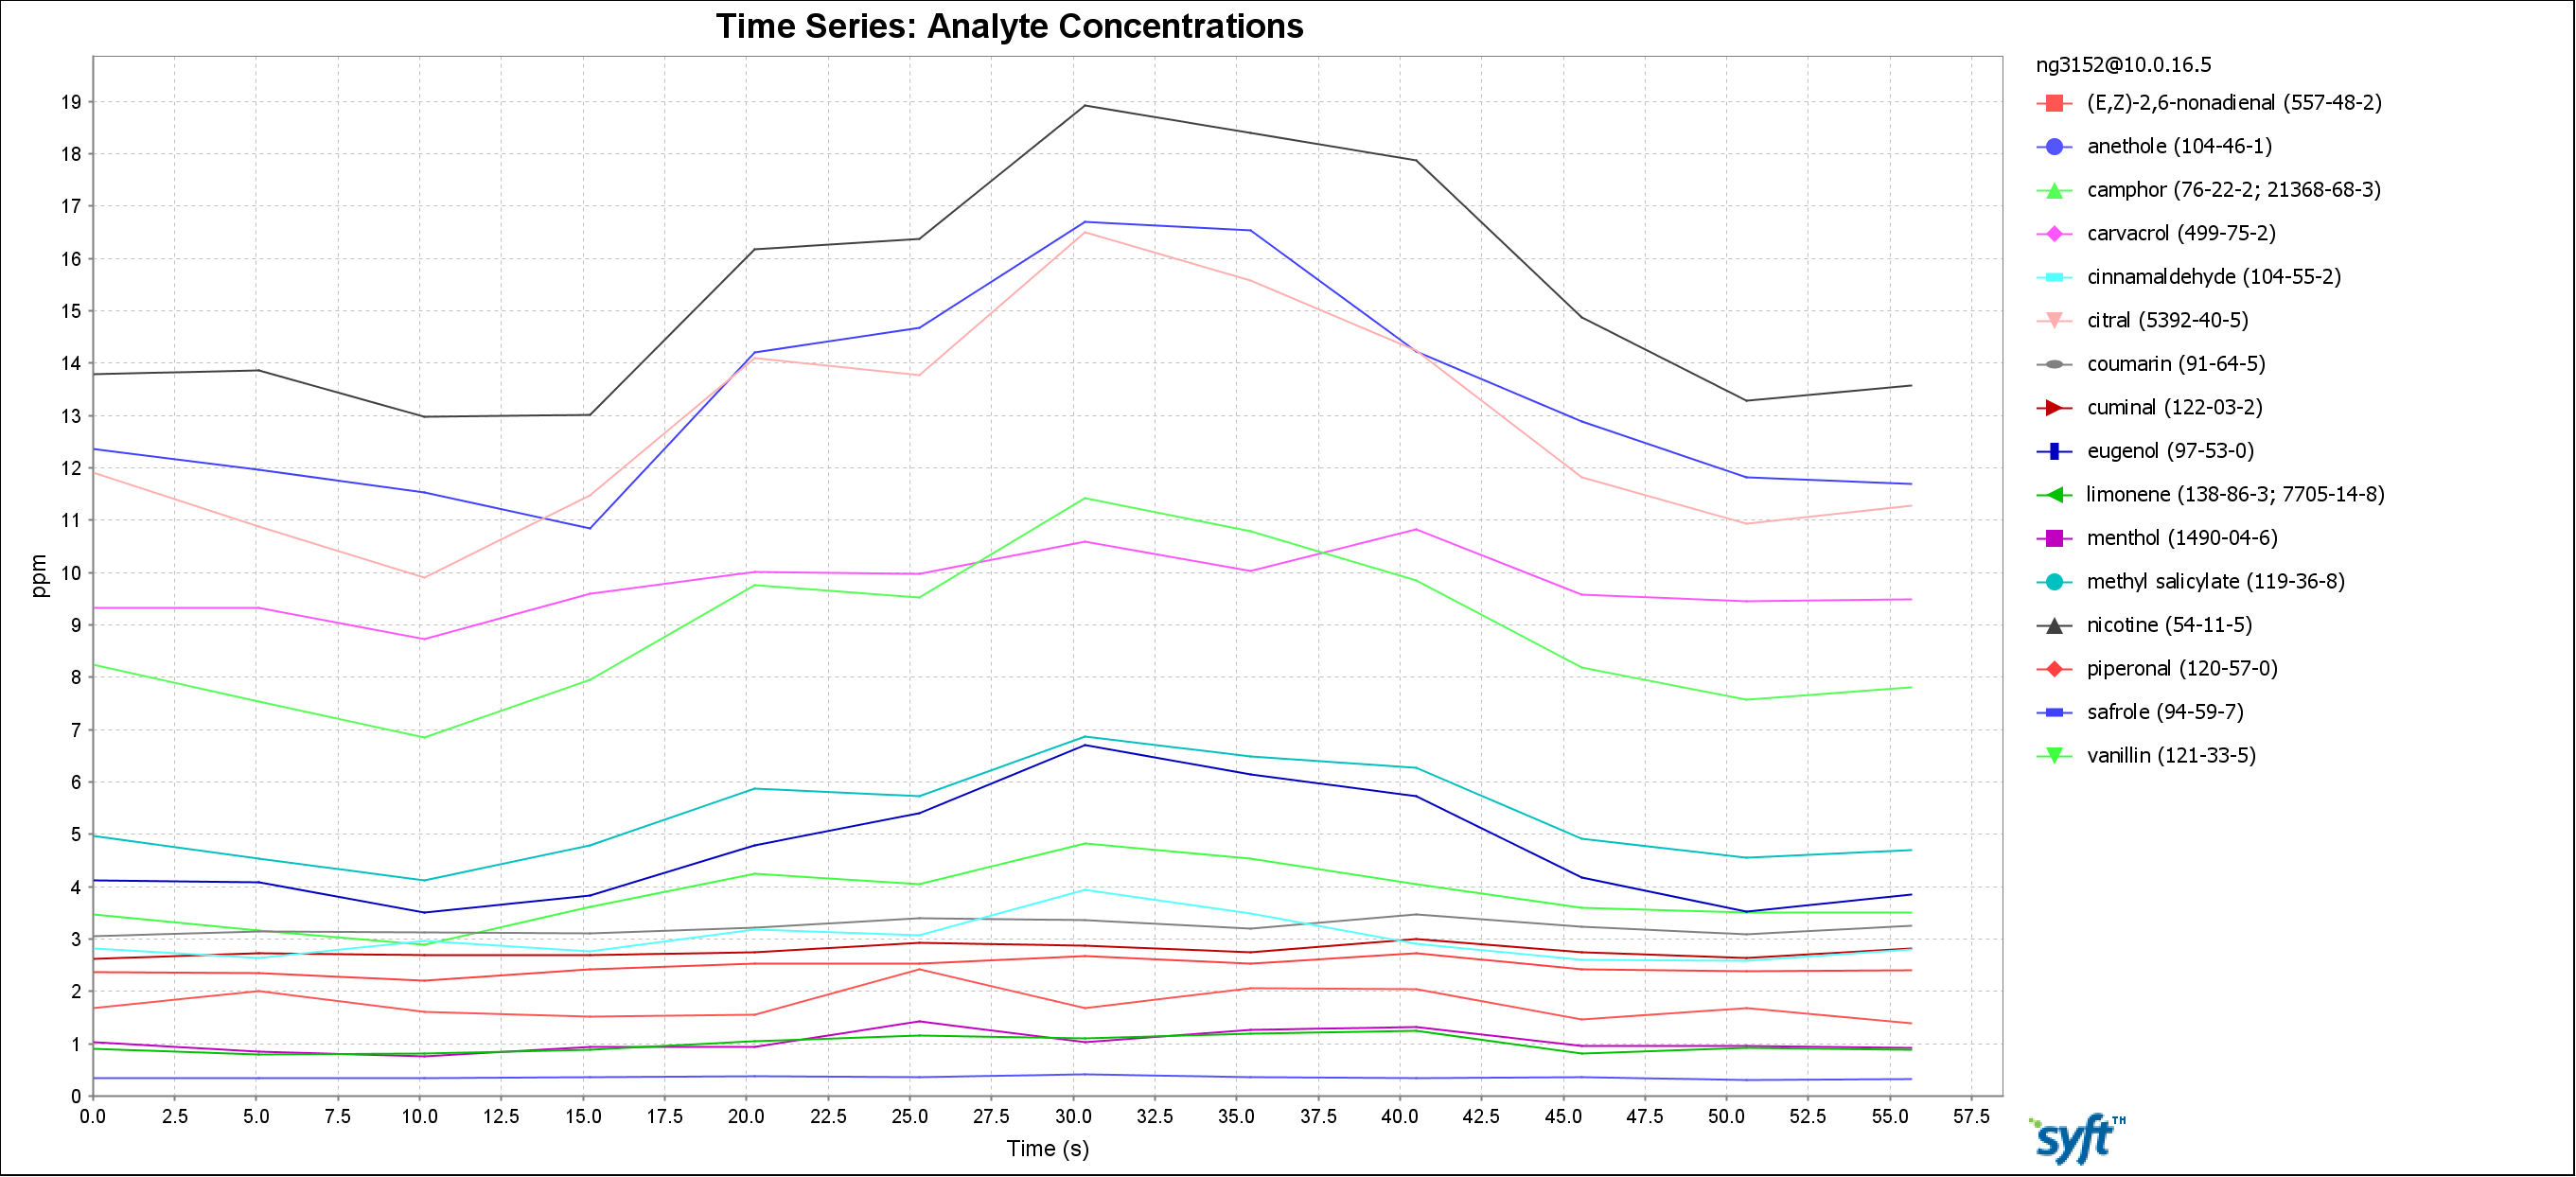 Time Series: Analyte Concentrations
ng3152@10.0.16.5
(E,Z)-2,6-nonadienal (557-48-2)
anethole (104-46-1)
camphor (76-22-2; 21368-68-3)
carvacrol (499-75-2)
cinnamaldehyde (104-55-2)
citral (5392-40-5)
coumarin (91-64-5)
cuminal (122-03-2)
eugenol (97-53-0)
limonene (138-86-3; 7705-14-8)
menthol (1490-04-6)
methyl salicylate (119-36-8)
nicotine (54-11-5)
piperonal (120-57-0)
safrole (94-59-7)
vanillin (121-33-5)
ppm
19
18
17
16
15
14
13
12
11
10
9
8
7
6
5
4
3
2
1
0
0.0 2.5 5.0 7.5 10.0 12.5 15.0 17.5 20.0 22.5 25.0 27.5 30.0 32.5 35.0 37.5 40.0 42.5 45.0 47.5 50.0 52.5 55.0 57.5
Time (s)
syft™